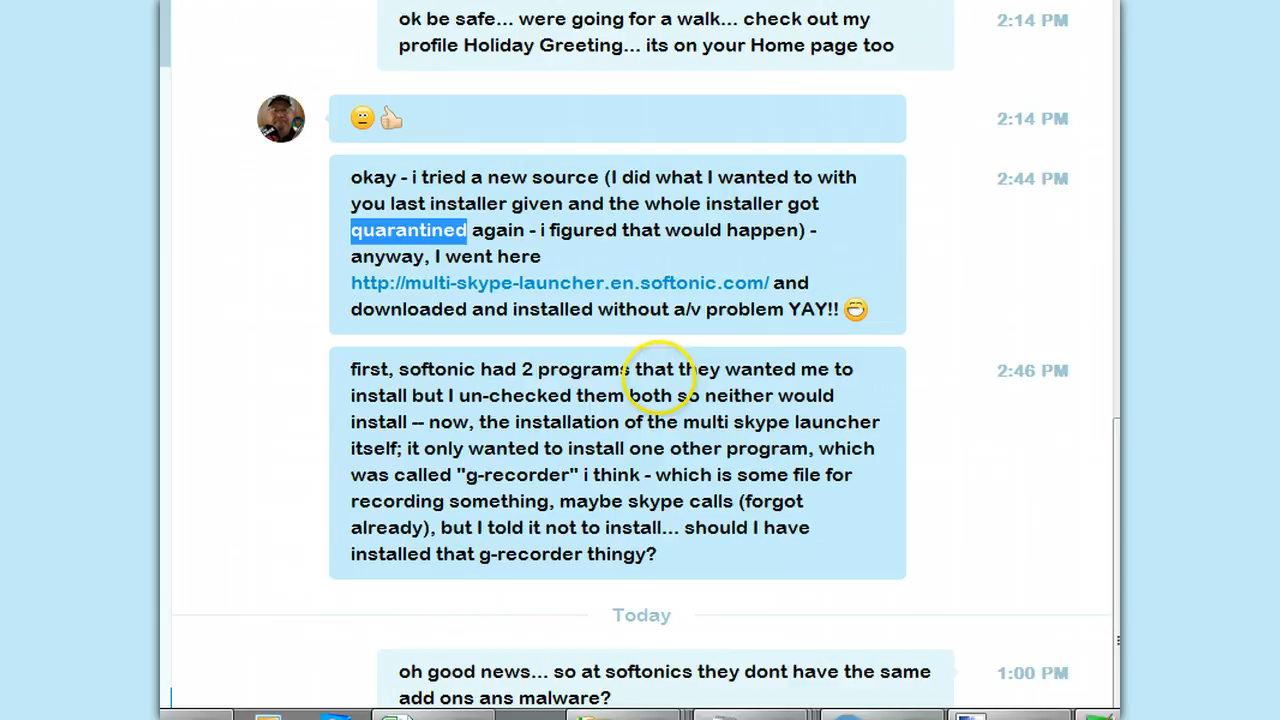 ok be safe... were going for a walk... check out my
2:14 PM
profile Holiday Greeting... its on your Home page too
2:14 PM
okay - i tried a new source (I did what I wanted to with
2:44 PM
you last installer given and the whole installer got
quarantined again - i figured that would happen) -
anyway, I went here
http://multi-skype-launcher.en.softonic.com/ and
downloaded and installed without a/v problem YAY!!
first, softonic had 2 programs that they wanted me to
2:46 PM
install but I un-checked them both so neither would
install -- now, the installation of the multi skype launcher
itself; it only wanted to install one other program, which
was called "g-recorder" i think - which is some file for
recording something, maybe skype calls (forgot
already), but I told it not to install... should I have
installed that g-recorder thingy?
Today
oh good news... so at softonics they dont have the same
1:00 PM
add ons ans malware?